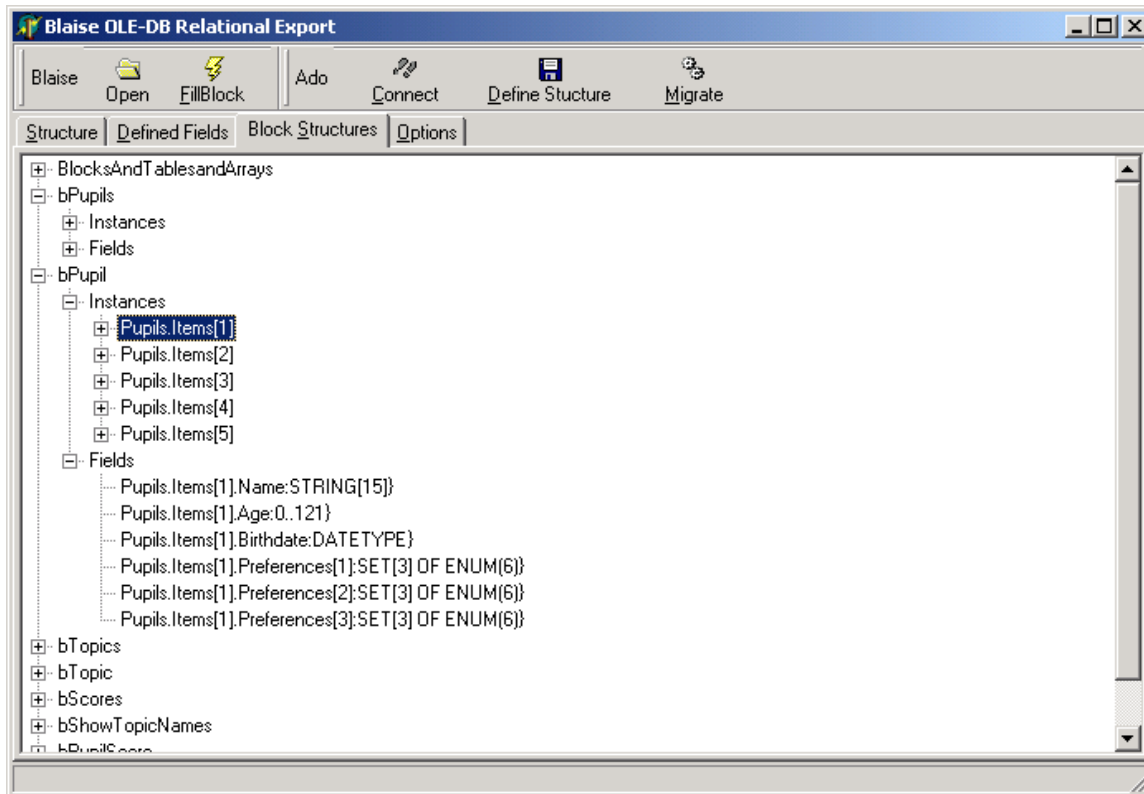 Blaise OLE-DB Relational Export
Blaise Open FillBlock Ado Connect Define Stucture Migrate
Structure Defined Fields Block Structures Options
BlocksAndTablesandArrays
bPupils
Instances
Fields
bPupil
Instances
Pupils.Items[1]
Pupils.Items[2]
Pupils.Items[3]
Pupils.Items[4]
Pupils.Items[5]
Fields
Pupils.Items[1].Name:STRING[15]}
Pupils.Items[1].Age:0..121}
Pupils.Items[1].Birthdate:DATETYPE}
Pupils.Items[1].Preferences[1]:SET[3] OF ENUM(6)}
Pupils.Items[1].Preferences[2]:SET[3] OF ENUM(6)}
Pupils.Items[1].Preferences[3]:SET[3] OF ENUM(6)}
bTopics
bTopic
bScores
bShowTopicNames
bPupilScore